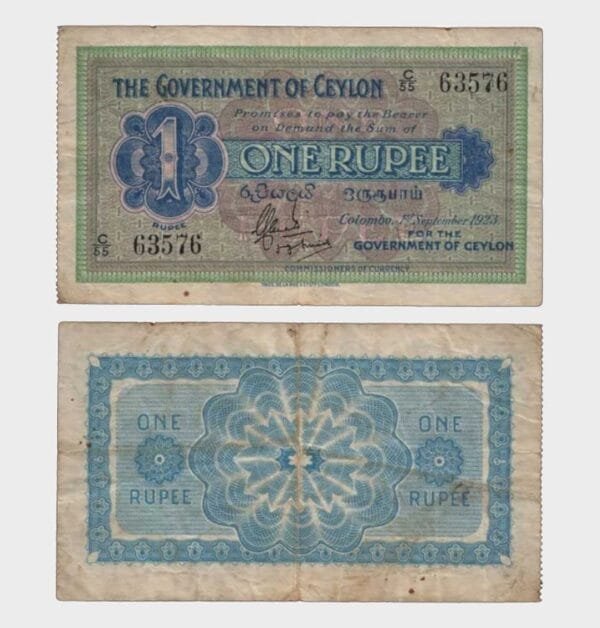 THE GOVERNMENT OF CEYLON C/55 63576
Promises to pay the Bearer
on Demand the Sum of
1 ONE RUPEE
රුපියලයි ஒருரூபாய்
RUPEE
Colombo, 1st September 1925
FOR THE
C/55 63576 GOVERNMENT OF CEYLON
COMMISSIONERS OF CURRENCY
ONE ONE
RUPEE RUPEE